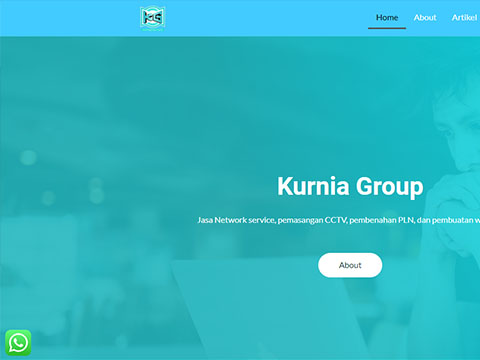 Home About Artikel
Kurnia Group
Jasa Network service, pemasangan CCTV, pembenahan PLN, dan pembuatan
About